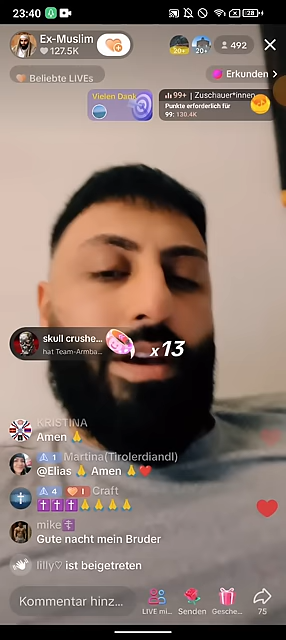 23:40
28
Ex-Muslim
127.5K
20+
20+
492
Beliebte LIVEs
Erkunden >
Vielen Dank
99+ | Zuschauer*innen
Punkte erforderlich für
99: 130.4K
skull crushe...
hat Team-Armba...
x13
KRISTINA
Amen 🙏
1 Martina(Tirolerdiandl)
@Elias 🙏 Amen 🙏❤️
4 I Craft
✝️✝️✝️🙏🙏🙏🙏
mike✝️
Gute nacht mein Bruder
lilly♡ ist beigetreten
Kommentar hinz...
LIVE mi...
Senden
Gesche...
75